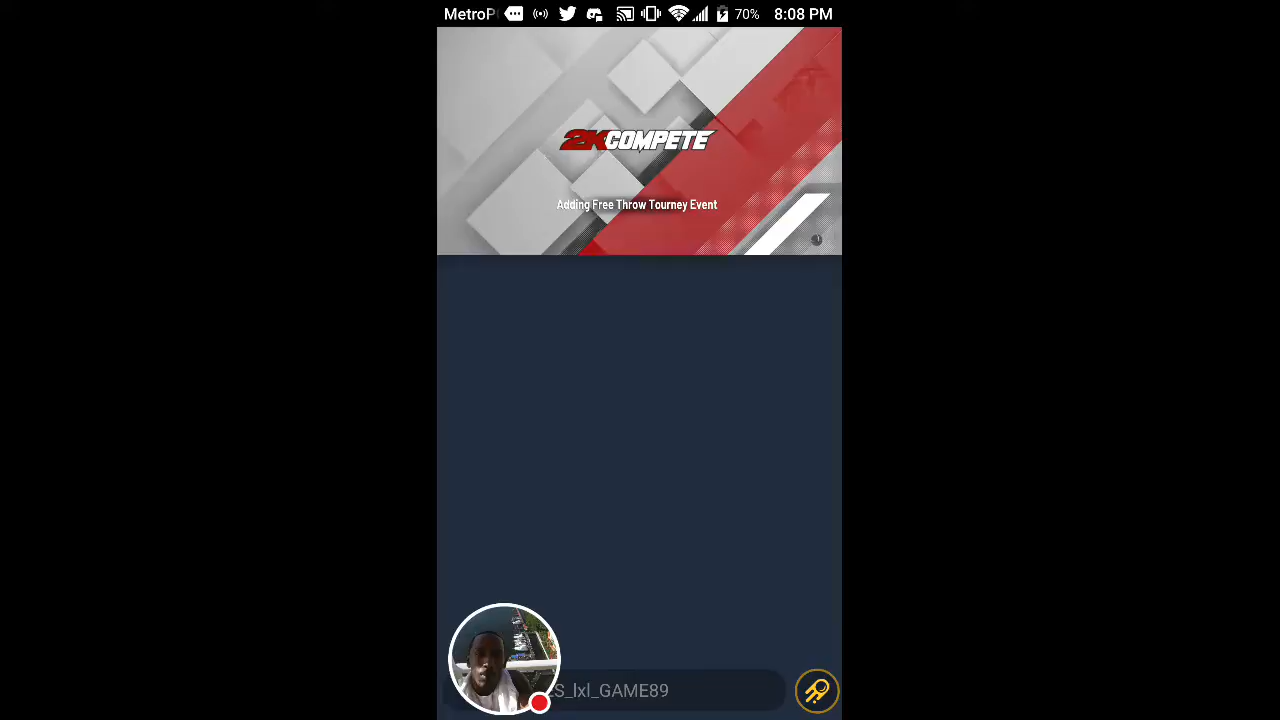 MetroP
70%
8:08 PM
2KCOMPETE
Adding Free Throw Tourney Event
S_lxl_GAME89